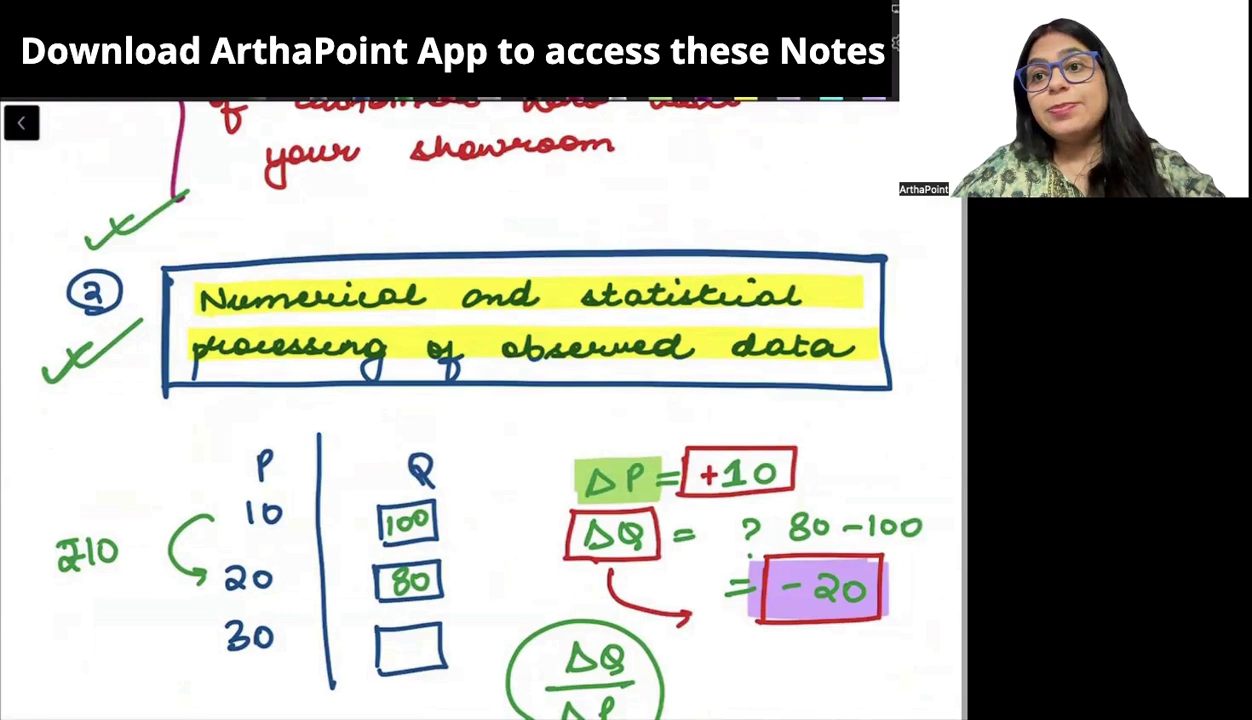 Download ArthaPoint App to access these Notes
ArthaPoint
your showroom
2
Numerical and statistical
processing of observed data
P Q
10 100
₹10
20 80
30
ΔP = +10
ΔQ = ? 80 - 100
= - 20
ΔQ
ΔP